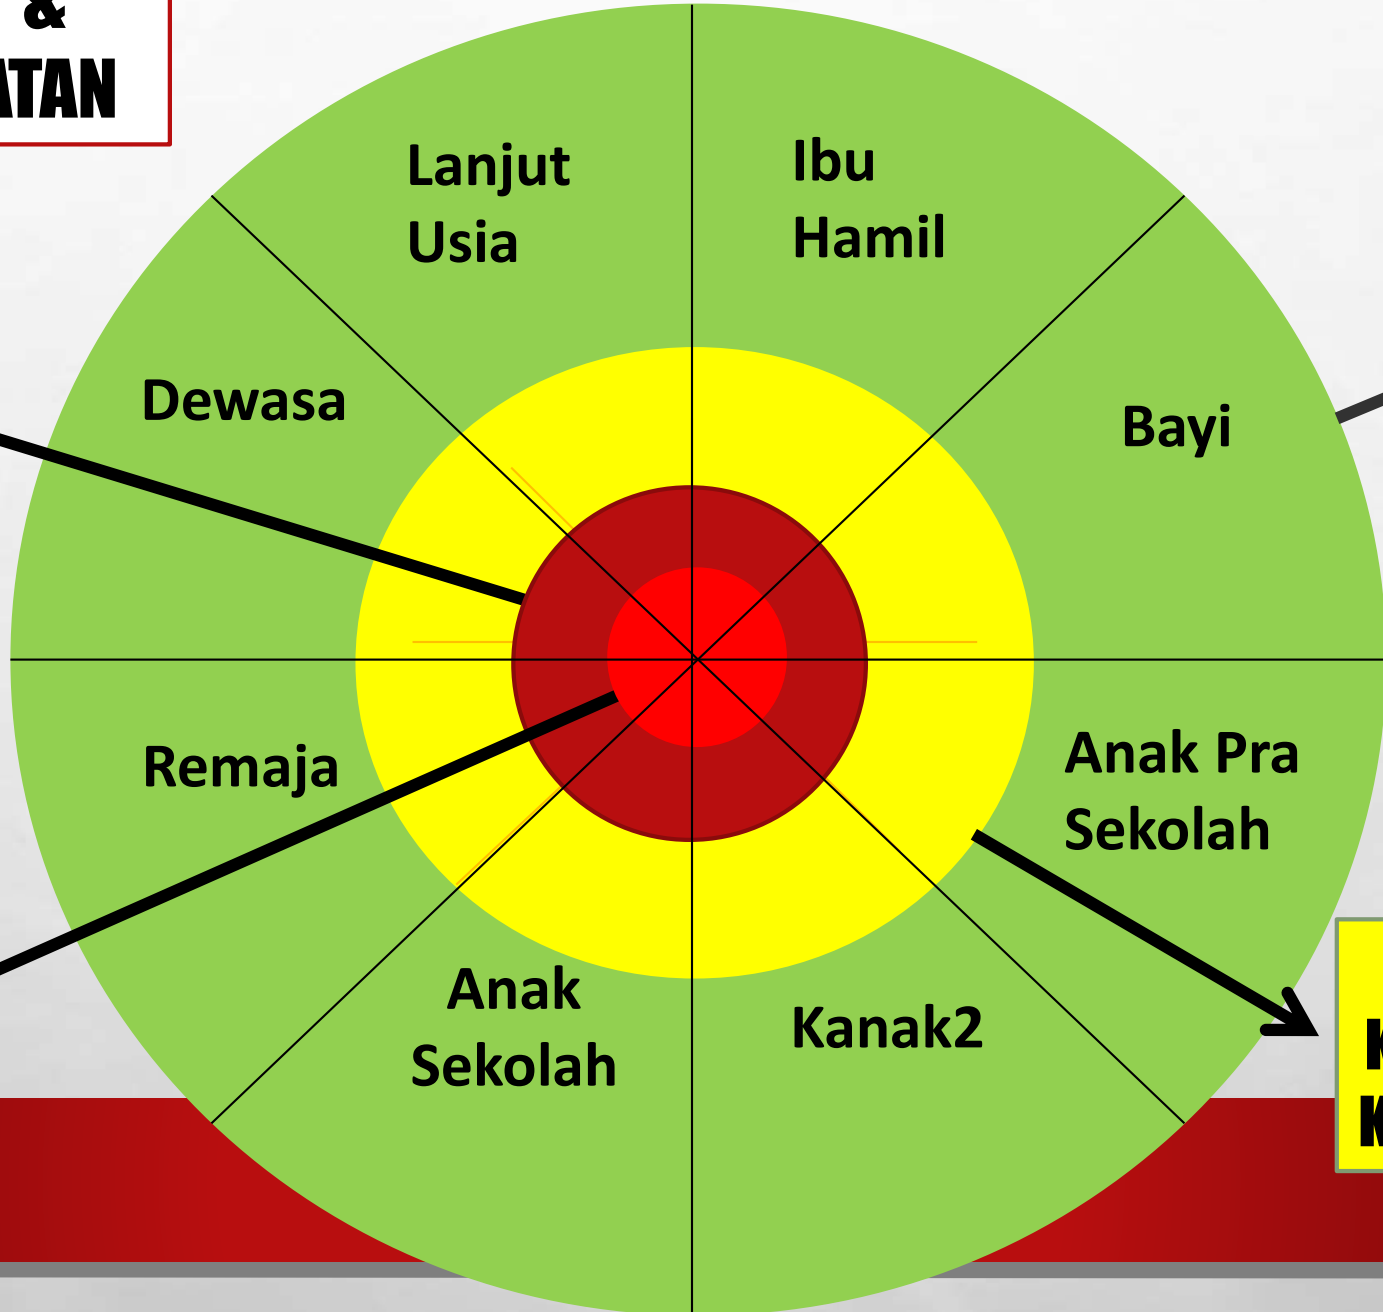 &
Lanjut
Usia
Ibu
Hamil
Dewasa
Bayi
Remaja
Anak Pra
Sekolah
Anak
Sekolah
Kanak2